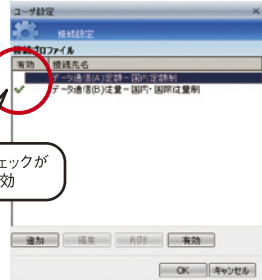 ユーザ設定
接続設定
接続プロファイル
有効 接続先名
データ通信(A)定額－国内定額制
データ通信(B)従量－国内・国際従量制
ェックが
効
追加 編集 削除 有効
OK キャンセル